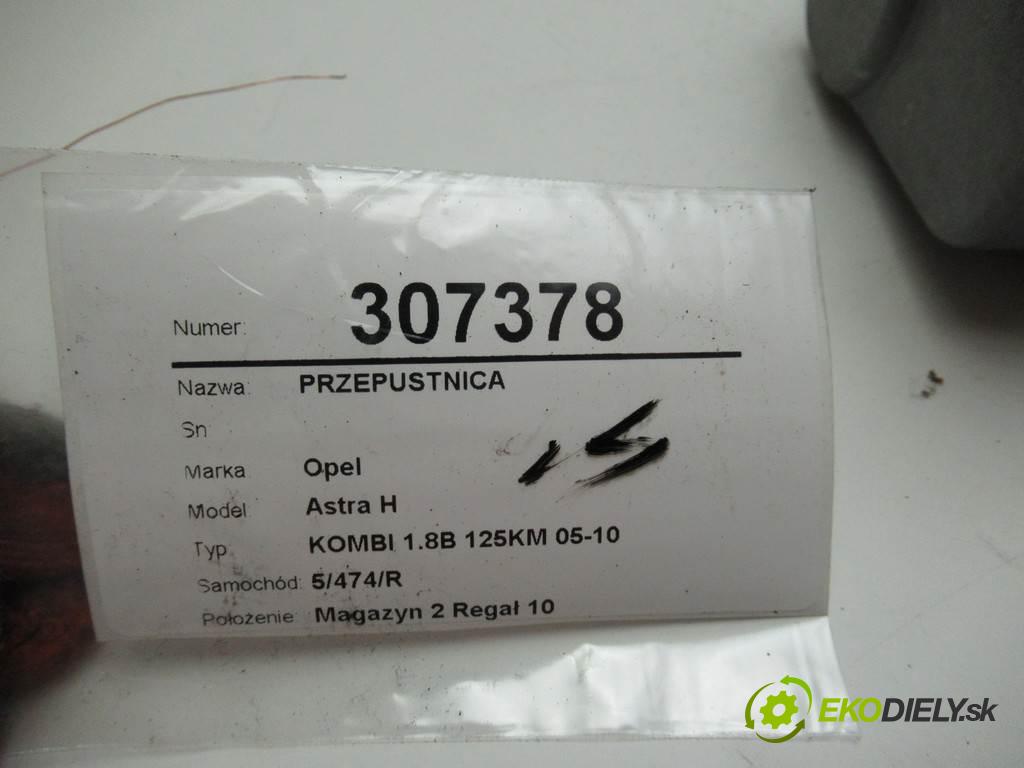 Numer: 307378
Nazwa: PRZEPUSTNICA
Sn
Marka Opel
Model Astra H
Typ KOMBI 1.8B 125KM 05-10
Samochód: 5/474/R
Położenie Magazyn 2 Regał 10
EKODIELY.sk